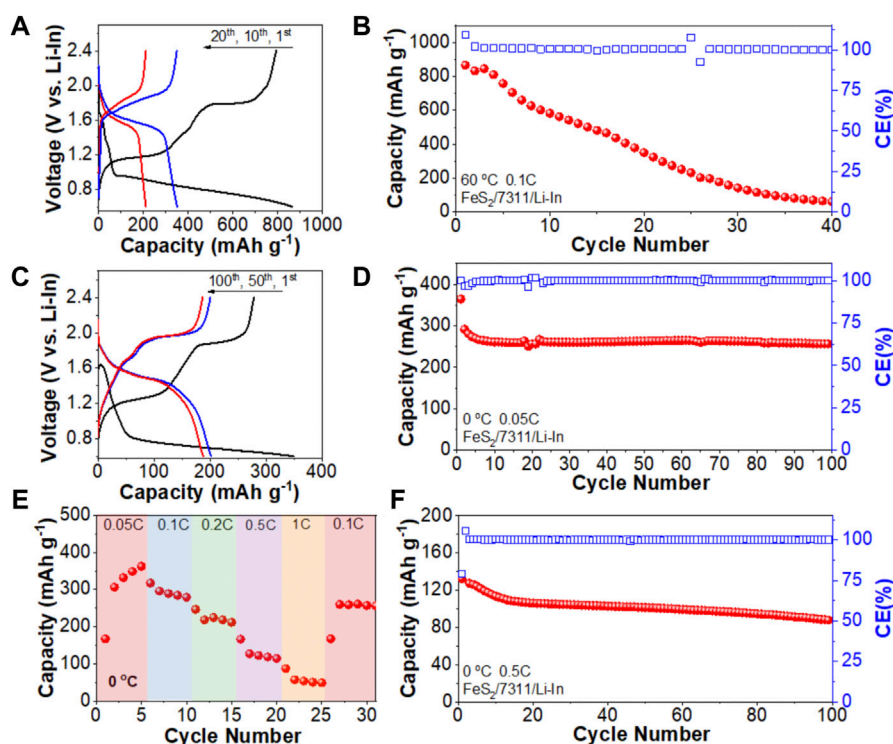 A
20th, 10th, 1st
Voltage (V vs. Li-In)
2.4
2.0
1.6
1.2
0.8
0 200 400 600 800 1000
Capacity (mAh g-1)
B
Capacity (mAh g-1)
1000
800
600
400
200
0
60 ºC 0.1C
FeS2/7311/Li-In
100
75
50
25
0
CE(%)
0 10 20 30 40
Cycle Number
C
100th, 50th, 1st
Voltage (V vs. Li-In)
2.4
2.0
1.6
1.2
0.8
0 100 200 300 400
Capacity (mAh g-1)
D
Capacity (mAh g-1)
400
300
200
100
0
0 ºC 0.05C
FeS2/7311/Li-In
100
75
50
25
0
CE(%)
0 10 20 30 40 50 60 70 80 90 100
Cycle Number
E
0.05C 0.1C 0.2C 0.5C 1C 0.1C
Capacity (mAh g-1)
500
400
300
200
100
0
0 ºC
0 5 10 15 20 25 30
Cycle Number
F
Capacity (mAh g-1)
200
160
120
80
40
0
0 ºC 0.5C
FeS2/7311/Li-In
100
75
50
25
0
CE(%)
0 20 40 60 80 100
Cycle Number